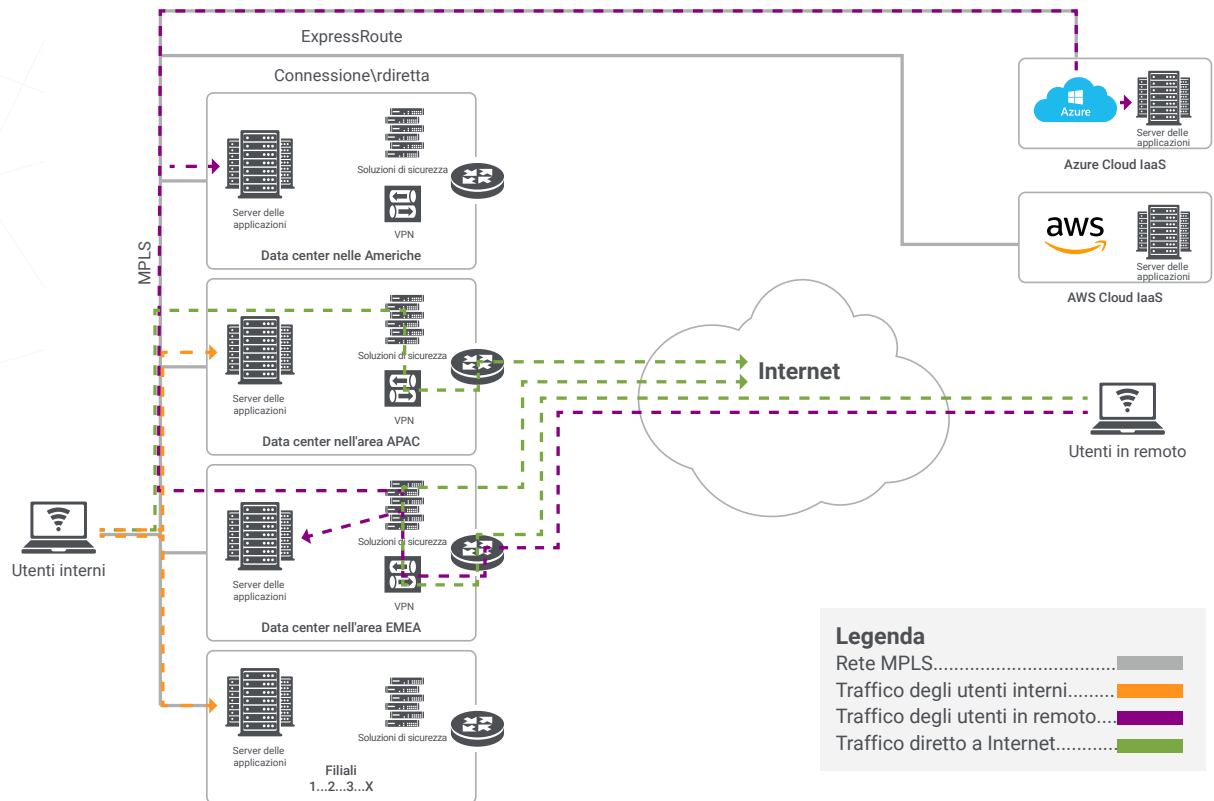 ExpressRoute
Connessione\rdiretta
MPLS
Soluzioni di sicurezza
Server delle
applicazioni
VPN
Data center nelle Americhe
Soluzioni di sicurezza
Server delle
applicazioni
VPN
Data center nell'area APAC
Soluzioni di sicurezza
Server delle
applicazioni
VPN
Data center nell'area EMEA
Soluzioni di sicurezza
Server delle
applicazioni
Filiali
1...2...3...X
Utenti interni
Internet
Azure
Server delle
applicazioni
Azure Cloud IaaS
aws
Server delle
applicazioni
AWS Cloud IaaS
Utenti in remoto
Legenda
Rete MPLS
Traffico degli utenti interni
Traffico degli utenti in remoto
Traffico diretto a Internet